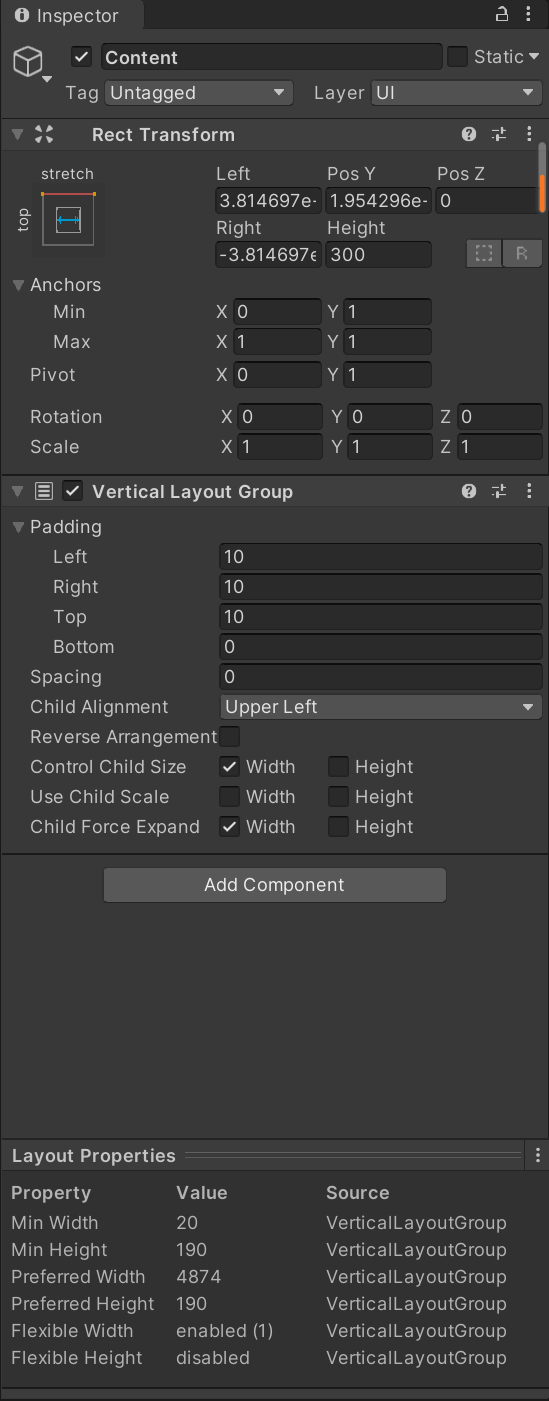 Inspector
Content Static
Tag Untagged Layer UI
Rect Transform
stretch
top
Left Pos Y Pos Z
3.814697e- 1.954296e- 0
Right Height
-3.814697e 300 R
Anchors
Min X 0 Y 1
Max X 1 Y 1
Pivot X 0 Y 1
Rotation X 0 Y 0 Z 0
Scale X 1 Y 1 Z 1
Vertical Layout Group
Padding
Left 10
Right 10
Top 10
Bottom 0
Spacing 0
Child Alignment Upper Left
Reverse Arrangement
Control Child Size Width Height
Use Child Scale Width Height
Child Force Expand Width Height
Add Component
Layout Properties
Property Value Source
Min Width 20 VerticalLayoutGroup
Min Height 190 VerticalLayoutGroup
Preferred Width 4874 VerticalLayoutGroup
Preferred Height 190 VerticalLayoutGroup
Flexible Width enabled (1) VerticalLayoutGroup
Flexible Height disabled VerticalLayoutGroup